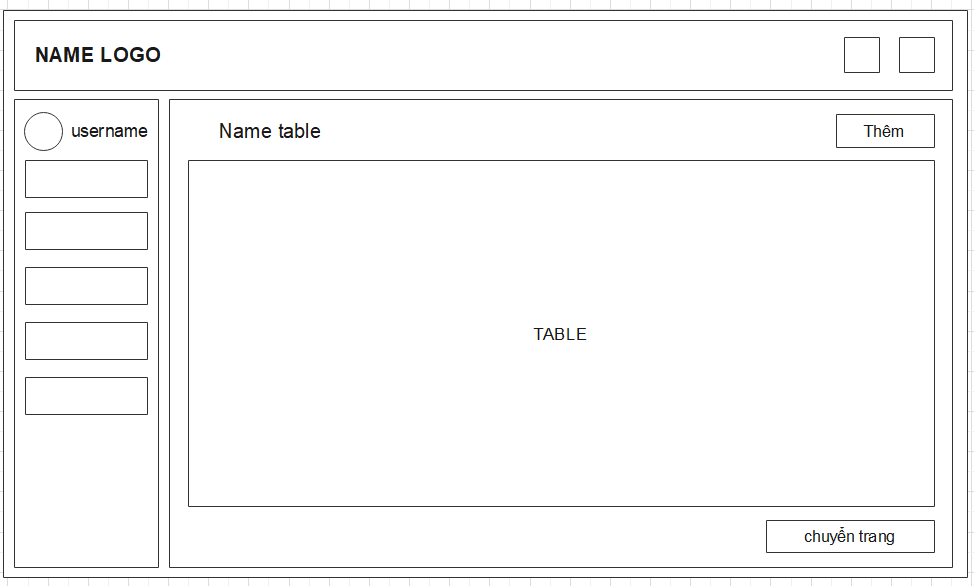 NAME LOGO
username
Name table
Thêm
TABLE
chuyển trang